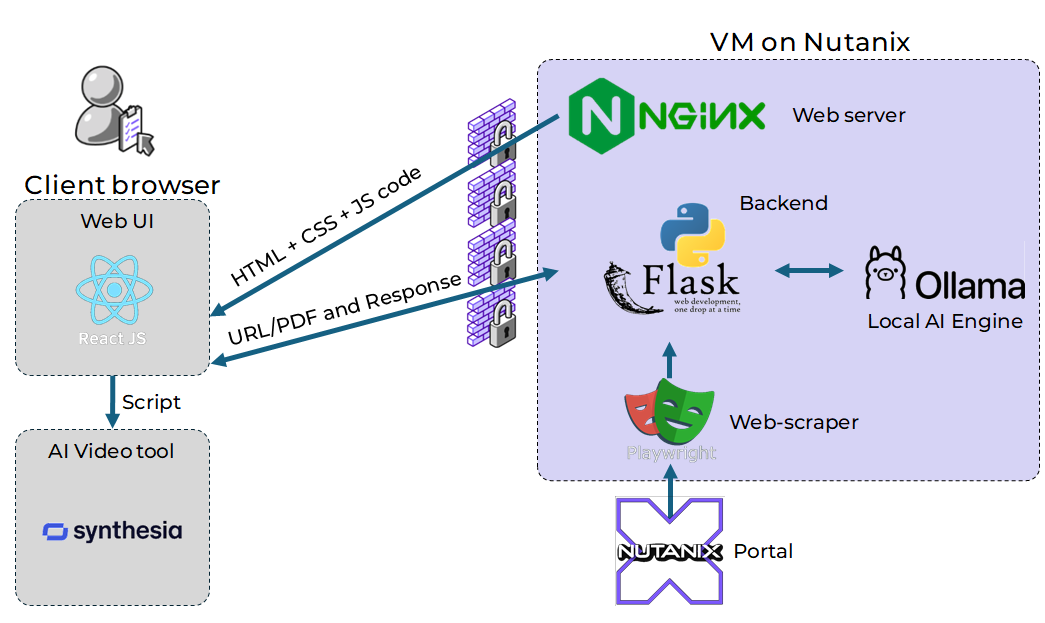 VM on Nutanix
NGINX
Web server
Client browser
Web UI
React JS
HTML + CSS + JS code
URL/PDF and Response
Backend
Flask
web development,
one drop at a time
Ollama
Local AI Engine
Script
AI Video tool
synthesia
Web-scraper
Playwright
NUTANIX
Portal